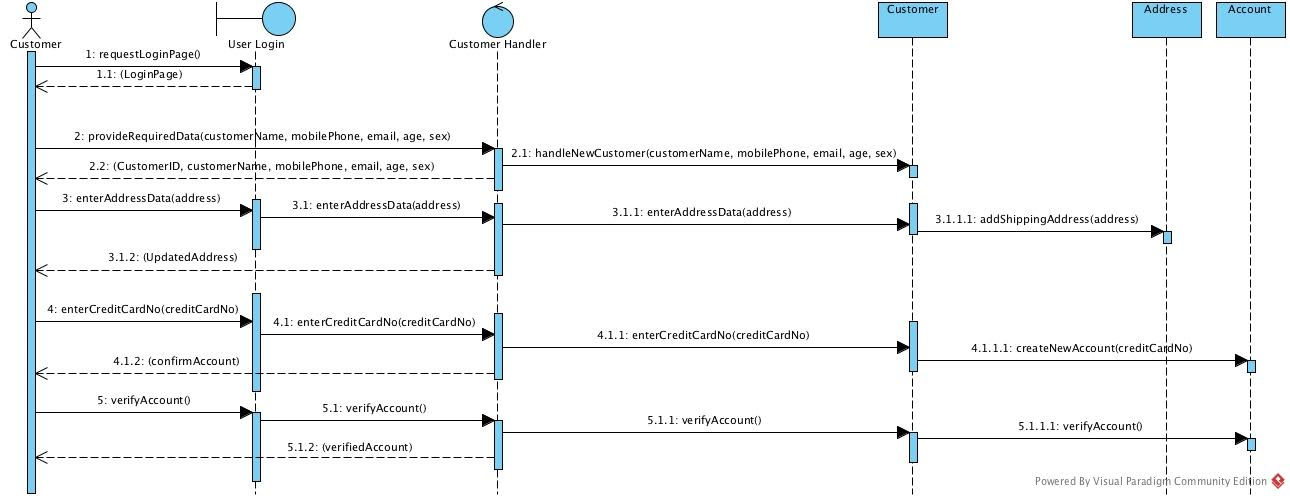 Customer
User Login
Customer Handler
Customer
Address
Account
1: requestLoginPage()
1.1: (LoginPage)
2: provideRequiredData(customerName, mobilePhone, email, age, sex)
2.1: handleNewCustomer(customerName, mobilePhone, email, age, sex)
2.2: (CustomerID, customerName, mobilePhone, email, age, sex)
3: enterAddressData(address)
3.1: enterAddressData(address)
3.1.1: enterAddressData(address)
3.1.1.1: addShippingAddress(address)
3.1.2: (UpdatedAddress)
4: enterCreditCardNo(creditCardNo)
4.1: enterCreditCardNo(creditCardNo)
4.1.1: enterCreditCardNo(creditCardNo)
4.1.1.1: createNewAccount(creditCardNo)
4.1.2: (confirmAccount)
5: verifyAccount()
5.1: verifyAccount()
5.1.1: verifyAccount()
5.1.1.1: verifyAccount()
5.1.2: (verifiedAccount)
Powered By Visual Paradigm Community Edition